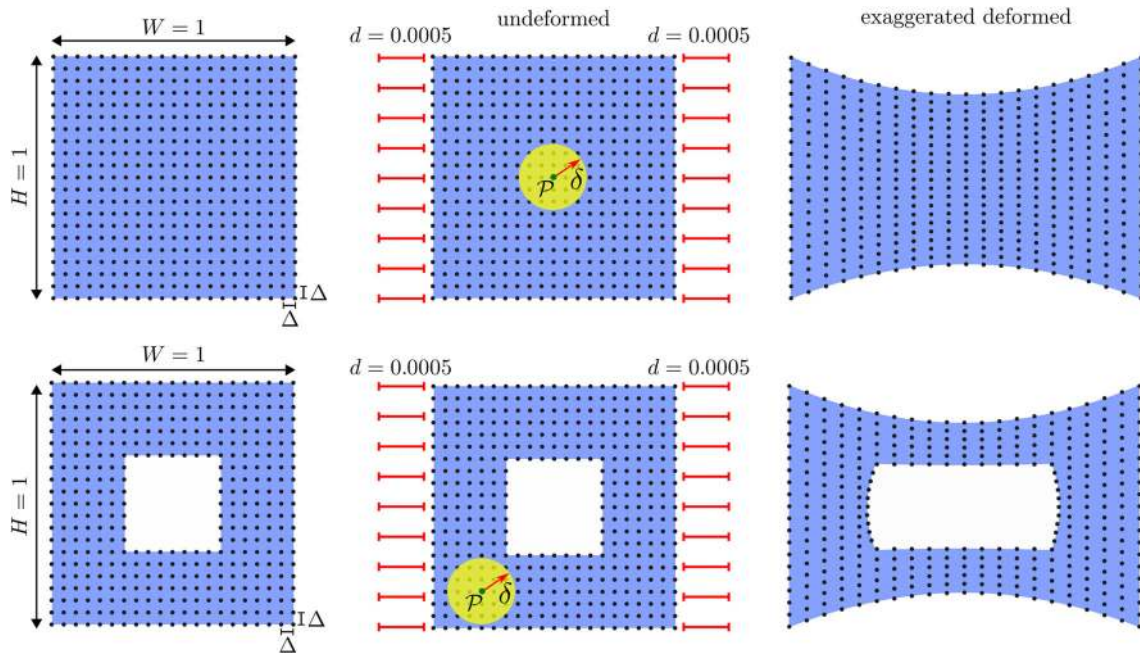 undeformed
exaggerated deformed
W = 1
d = 0.0005
d = 0.0005
H = 1
P
δ
Δ
Δ
W = 1
d = 0.0005
d = 0.0005
H = 1
P
δ
Δ
Δ